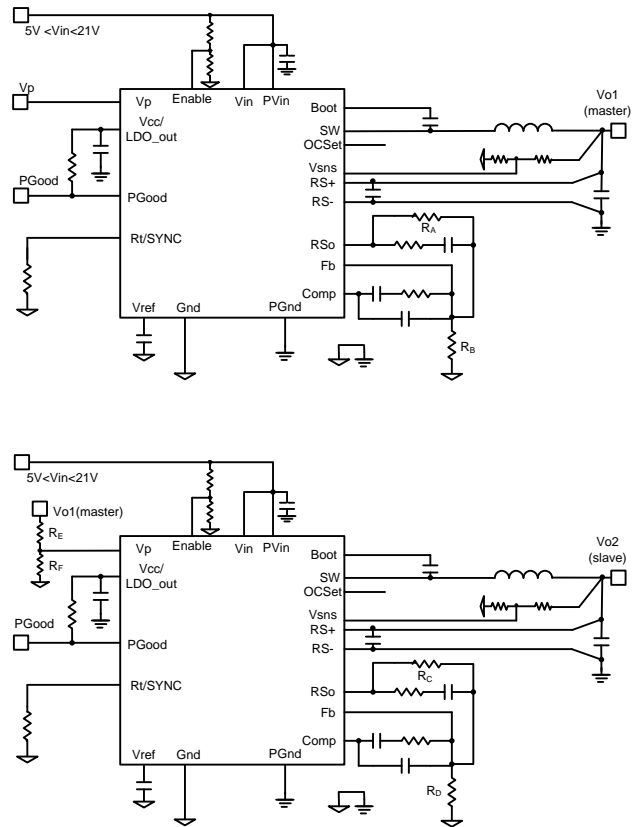 5V <Vin<21V
Vp
Vp
Enable
Vin
PVin
Vcc/
LDO_out
PGood
PGood
Rt/SYNC
Vref
Gnd
PGnd
Boot
SW
OCSet
Vsns
RS+
RS-
RSo
Fb
Comp
RA
RB
Vo1
(master)
5V<Vin<21V
Vo1(master)
RE
RF
Vp
Enable
Vin
PVin
Vcc/
LDO_out
PGood
PGood
Rt/SYNC
Vref
Gnd
PGnd
Boot
SW
OCSet
Vsns
RS+
RS-
RSo
Fb
Comp
RC
RD
Vo2
(slave)